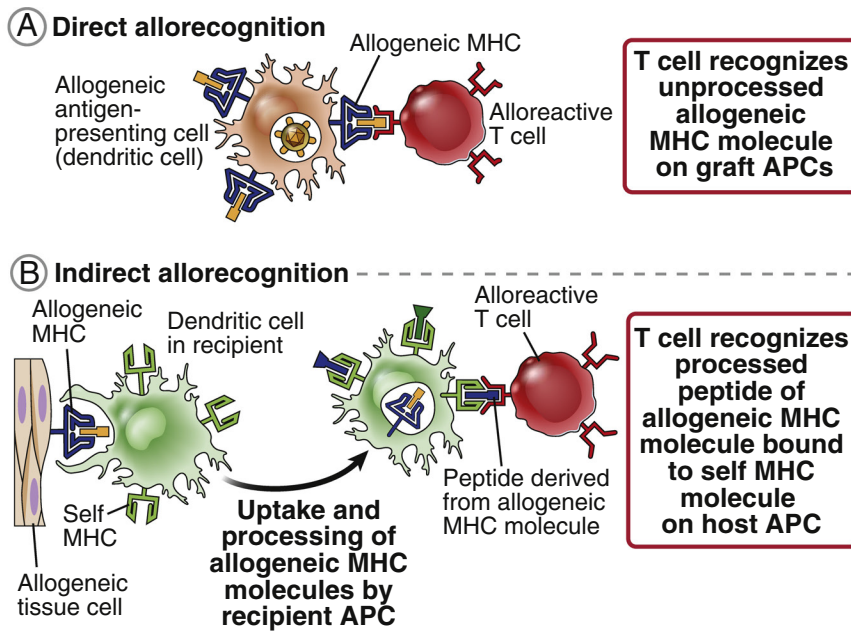 A Direct allorecognition
Allogeneic MHC
Allogeneic
antigen-
presenting cell
(dendritic cell)
Alloreactive
T cell
T cell recognizes
unprocessed
allogeneic
MHC molecule
on graft APCs
B Indirect allorecognition
Allogeneic
MHC
Dendritic cell
in recipient
Alloreactive
T cell
Self
MHC
Allogeneic
tissue cell
Uptake and
processing of
allogeneic MHC
molecules by
recipient APC
Peptide derived
from allogeneic
MHC molecule
T cell recognizes
processed
peptide of
allogeneic MHC
molecule bound
to self MHC
molecule
on host APC